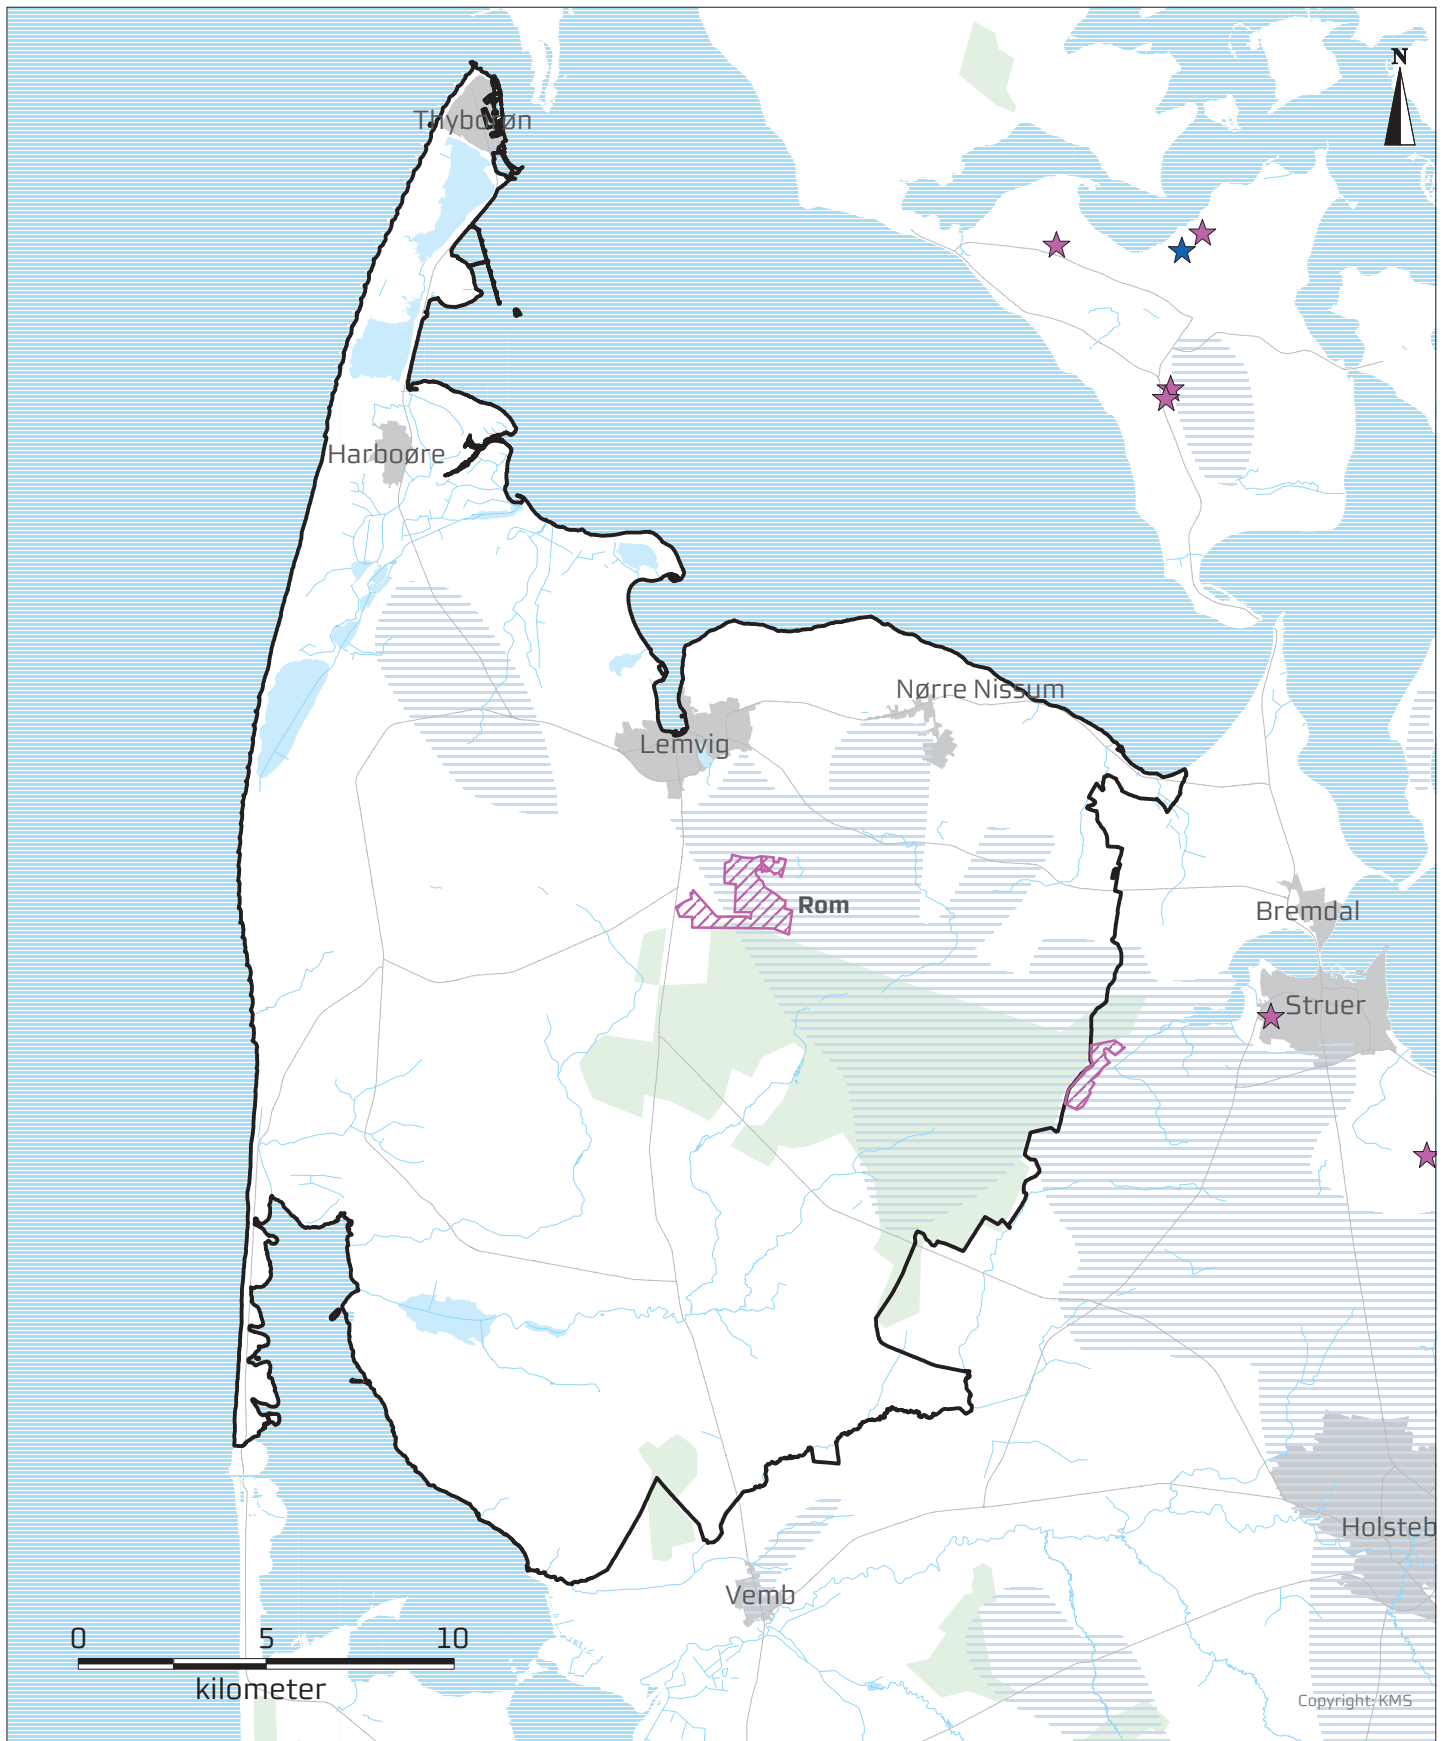 N
Thyborøn
Harboøre
Nørre Nissum
Lemvig
Rom
Bremdal
Struer
Holsteb
Vemb
0 5 10
kilometer
Copyright: KMS